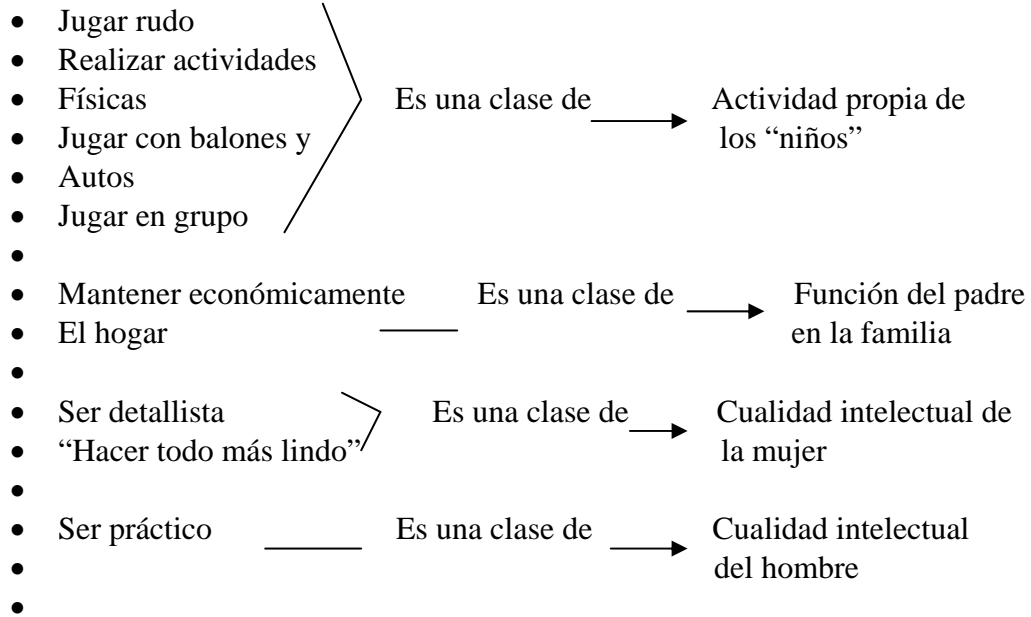 • Jugar rudo
• Realizar actividades
• Físicas Es una clase de Actividad propia de
• Jugar con balones y los “niños”
• Autos
• Jugar en grupo
•
• Mantener económicamente Es una clase de Función del padre
• El hogar en la familia
•
• Ser detallista Es una clase de Cualidad intelectual de
• “Hacer todo más lindo” la mujer
•
• Ser práctico Es una clase de Cualidad intelectual
• del hombre
•